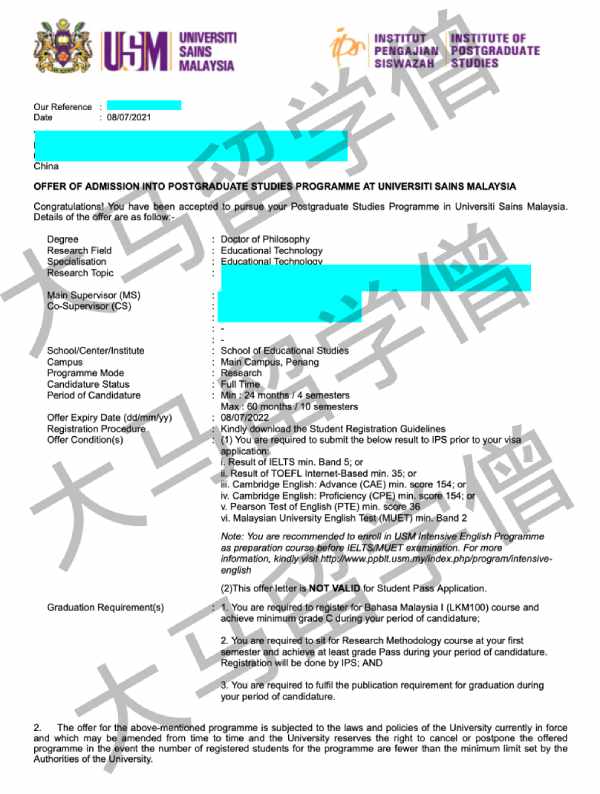 USM UNIVERSITI
SAINS
MALAYSIA
ips INSTITUT PENGAJIAN SISWAZAH
INSTITUTE OF POSTGRADUATE STUDIES
Our Reference :
Date : 08/07/2021
China
OFFER OF ADMISSION INTO POSTGRADUATE STUDIES PROGRAMME AT UNIVERSITI SAINS MALAYSIA
Congratulations! You have been accepted to pursue your Postgraduate Studies Programme in Universiti Sains Malaysia.
Details of the offer are as follow:-
Degree : Doctor of Philosophy
Research Field : Educational Technology
Specialisation : Educational Technology
Research Topic :
Main Supervisor (MS) :
Co-Supervisor (CS) :
:
: -
: -
School/Center/Institute : School of Educational Studies
Campus : Main Campus, Penang
Programme Mode : Research
Candidature Status : Full Time
Period of Candidature : Min : 24 months / 4 semesters
Max : 60 months / 10 semesters
Offer Expiry Date (dd/mm/yy) : 08/07/2022
Registration Procedure : Kindly download the Student Registration Guidelines
Offer Condition(s) : (1) You are required to submit the below result to IPS prior to your visa
application:
i. Result of IELTS min. Band 5; or
ii. Result of TOEFL Internet-Based min. 35; or
iii. Cambridge English: Advance (CAE) min. score 154; or
iv. Cambridge English: Proficiency (CPE) min. score 154; or
v. Pearson Test of English (PTE) min. score 36
vi. Malaysian University English Test (MUET) min. Band 2
Note: You are recommended to enroll in USM Intensive English Programme
as preparation course before IELTS/MUET examination. For more
information, kindly visit http://www.ppblt.usm.my/index.php/program/intensive-
english
(2)This offer letter is NOT VALID for Student Pass Application.
Graduation Requirement(s) : 1. You are required to register for Bahasa Malaysia I (LKM100) course and
achieve minimum grade C during your period of candidature;
2. You are required to sit for Research Methodology course at your first
semester and achieve at least grade Pass during your period of candidature.
Registration will be done by IPS; AND
3. You are required to fulfil the publication requirement for graduation during
your period of candidature.
2. The offer for the above-mentioned programme is subjected to the laws and policies of the University currently in force
and which may be amended from time to time and the University reserves the right to cancel or postpone the offered
programme in the event the number of registered students for the programme are fewer than the minimum limit set by the
Authorities of the University.
大马留学僧
大马留学僧
大马留学僧